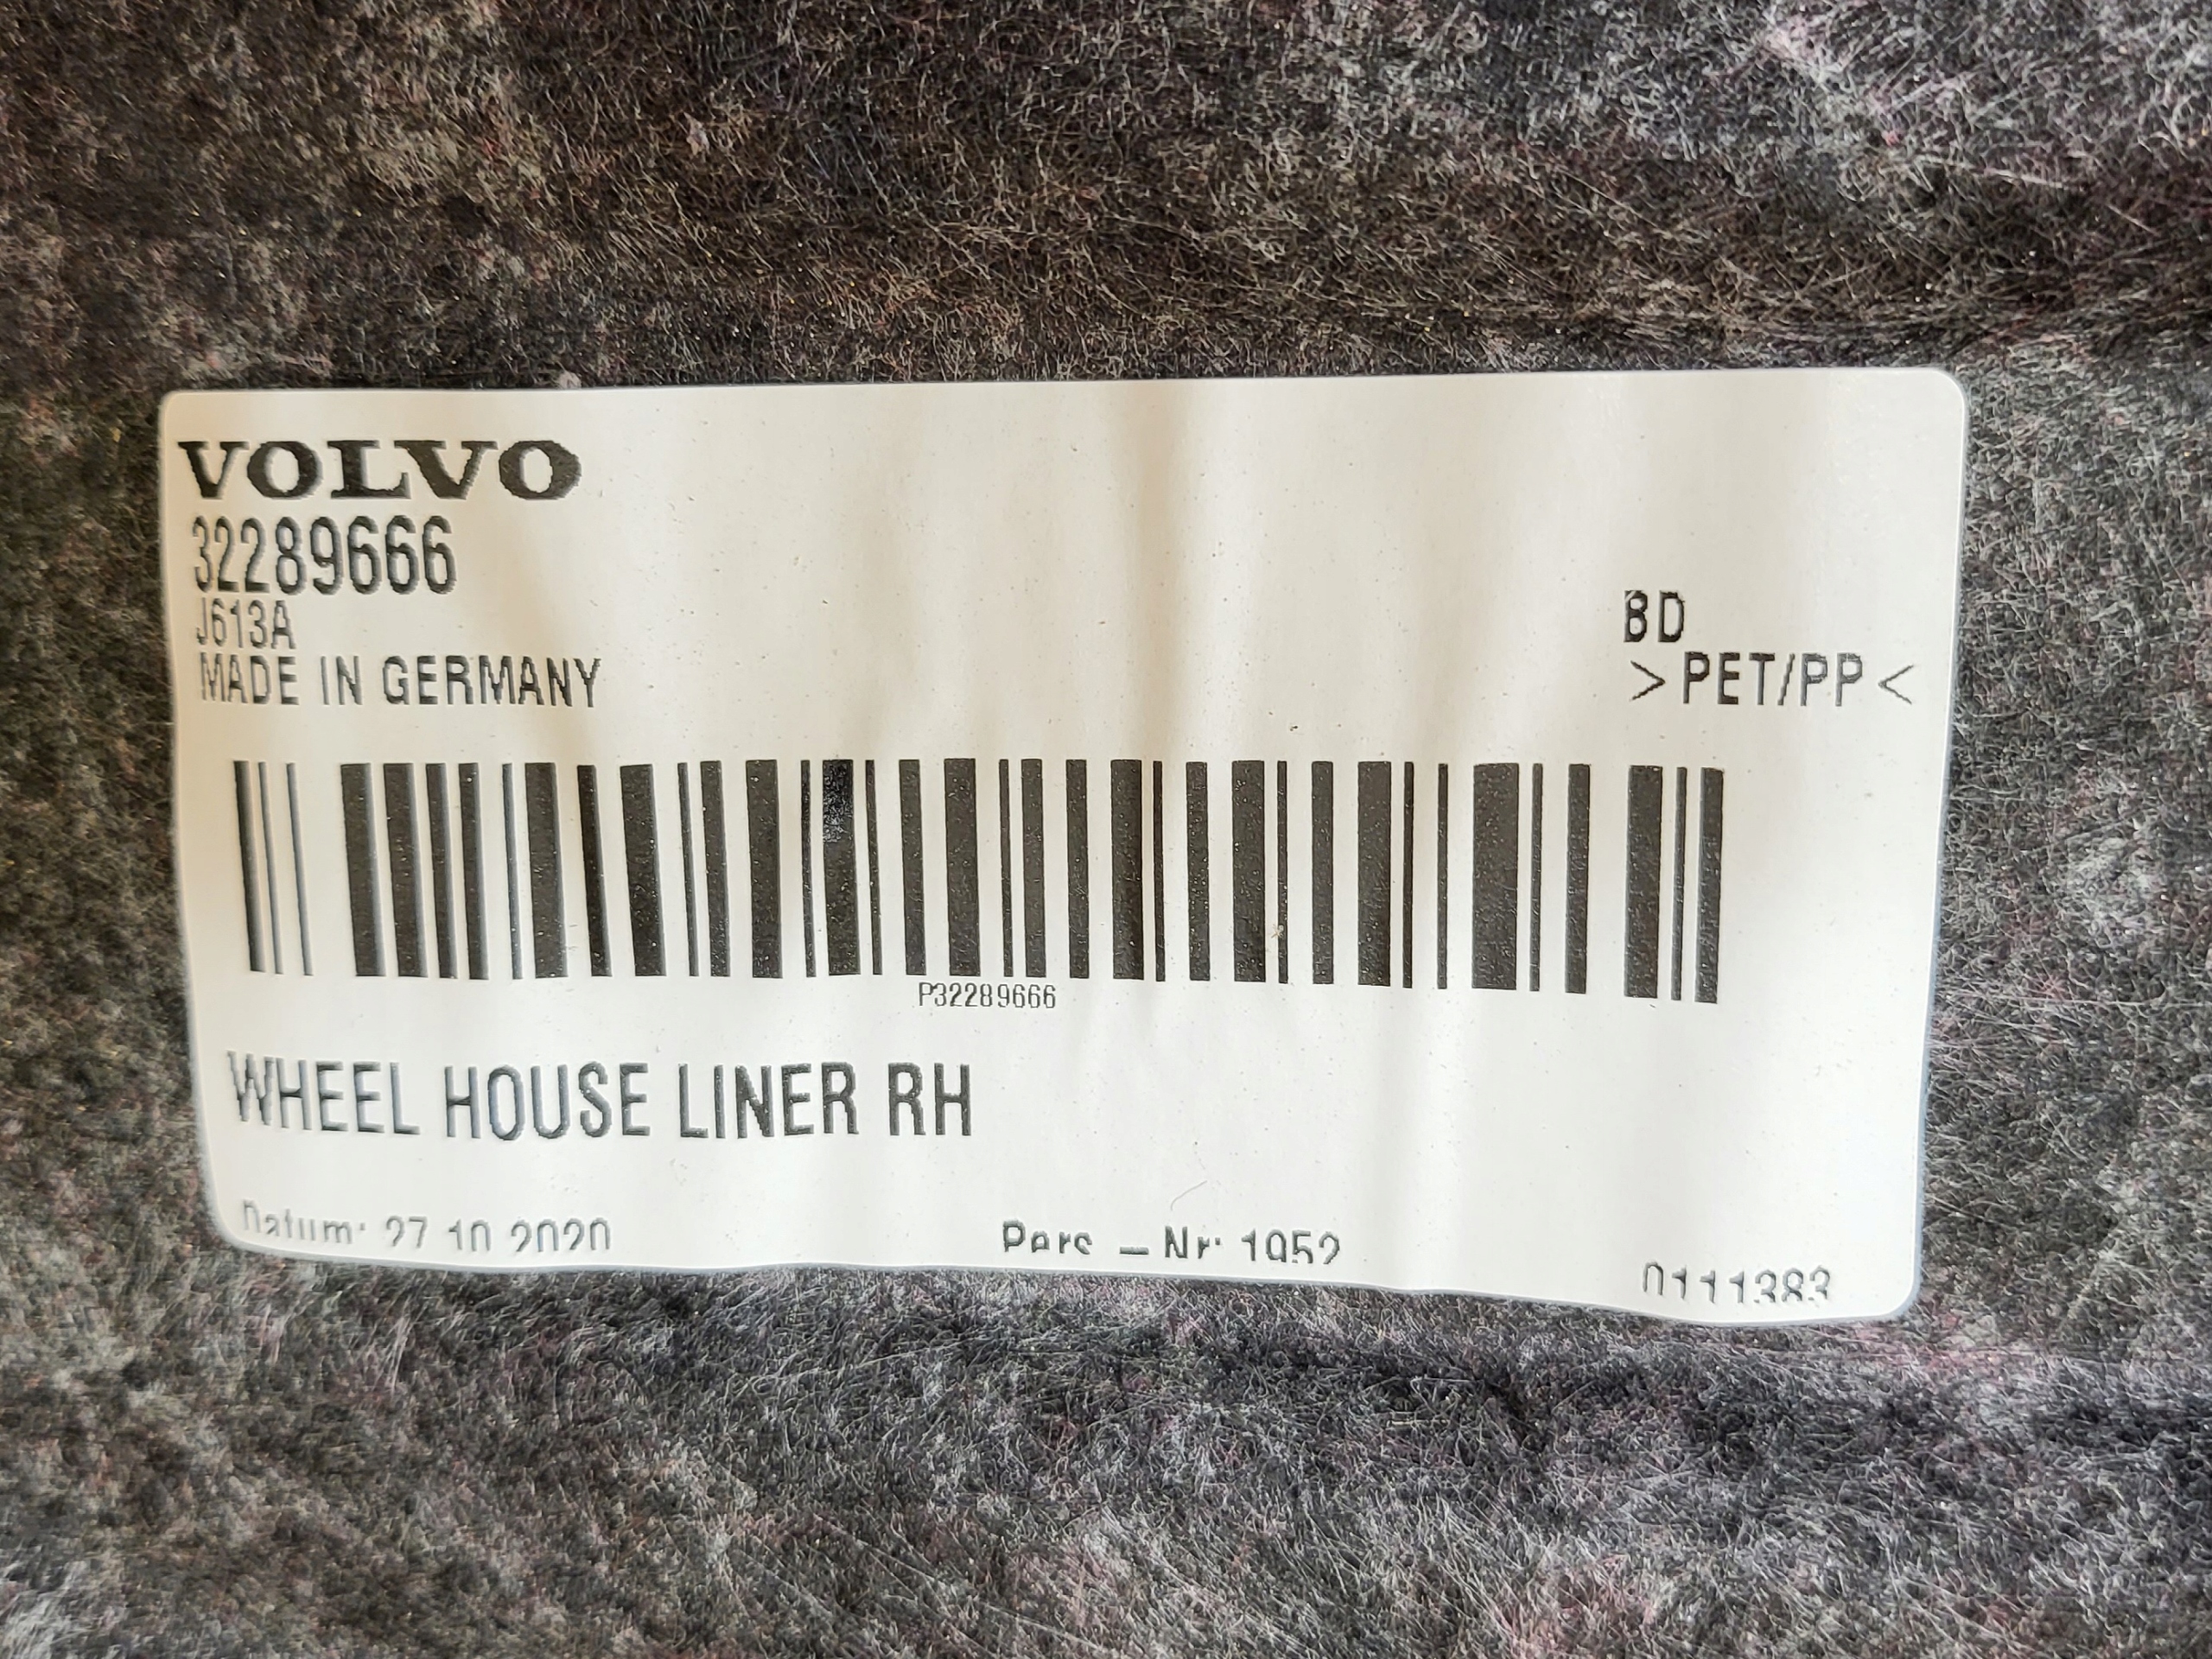 VOLVO
32289666
J613A
MADE IN GERMANY
BD
>PET/PP<
P32289666
WHEEL HOUSE LINER RH
Datum: 27.10.2020 Pers. – Nr: 1952 0111383